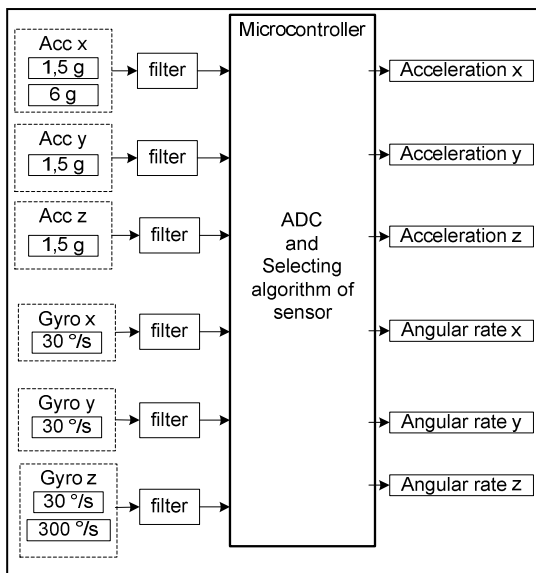 Microcontroller
Acc x
1,5 g
6 g
filter
Acceleration x
Acc y
1,5 g
filter
Acceleration y
Acc z
1,5 g
filter
Acceleration z
ADC
and
Selecting
algorithm of
sensor
Gyro x
30 º/s
filter
Angular rate x
Gyro y
30 º/s
filter
Angular rate y
Gyro z
30 º/s
300 º/s
filter
Angular rate z